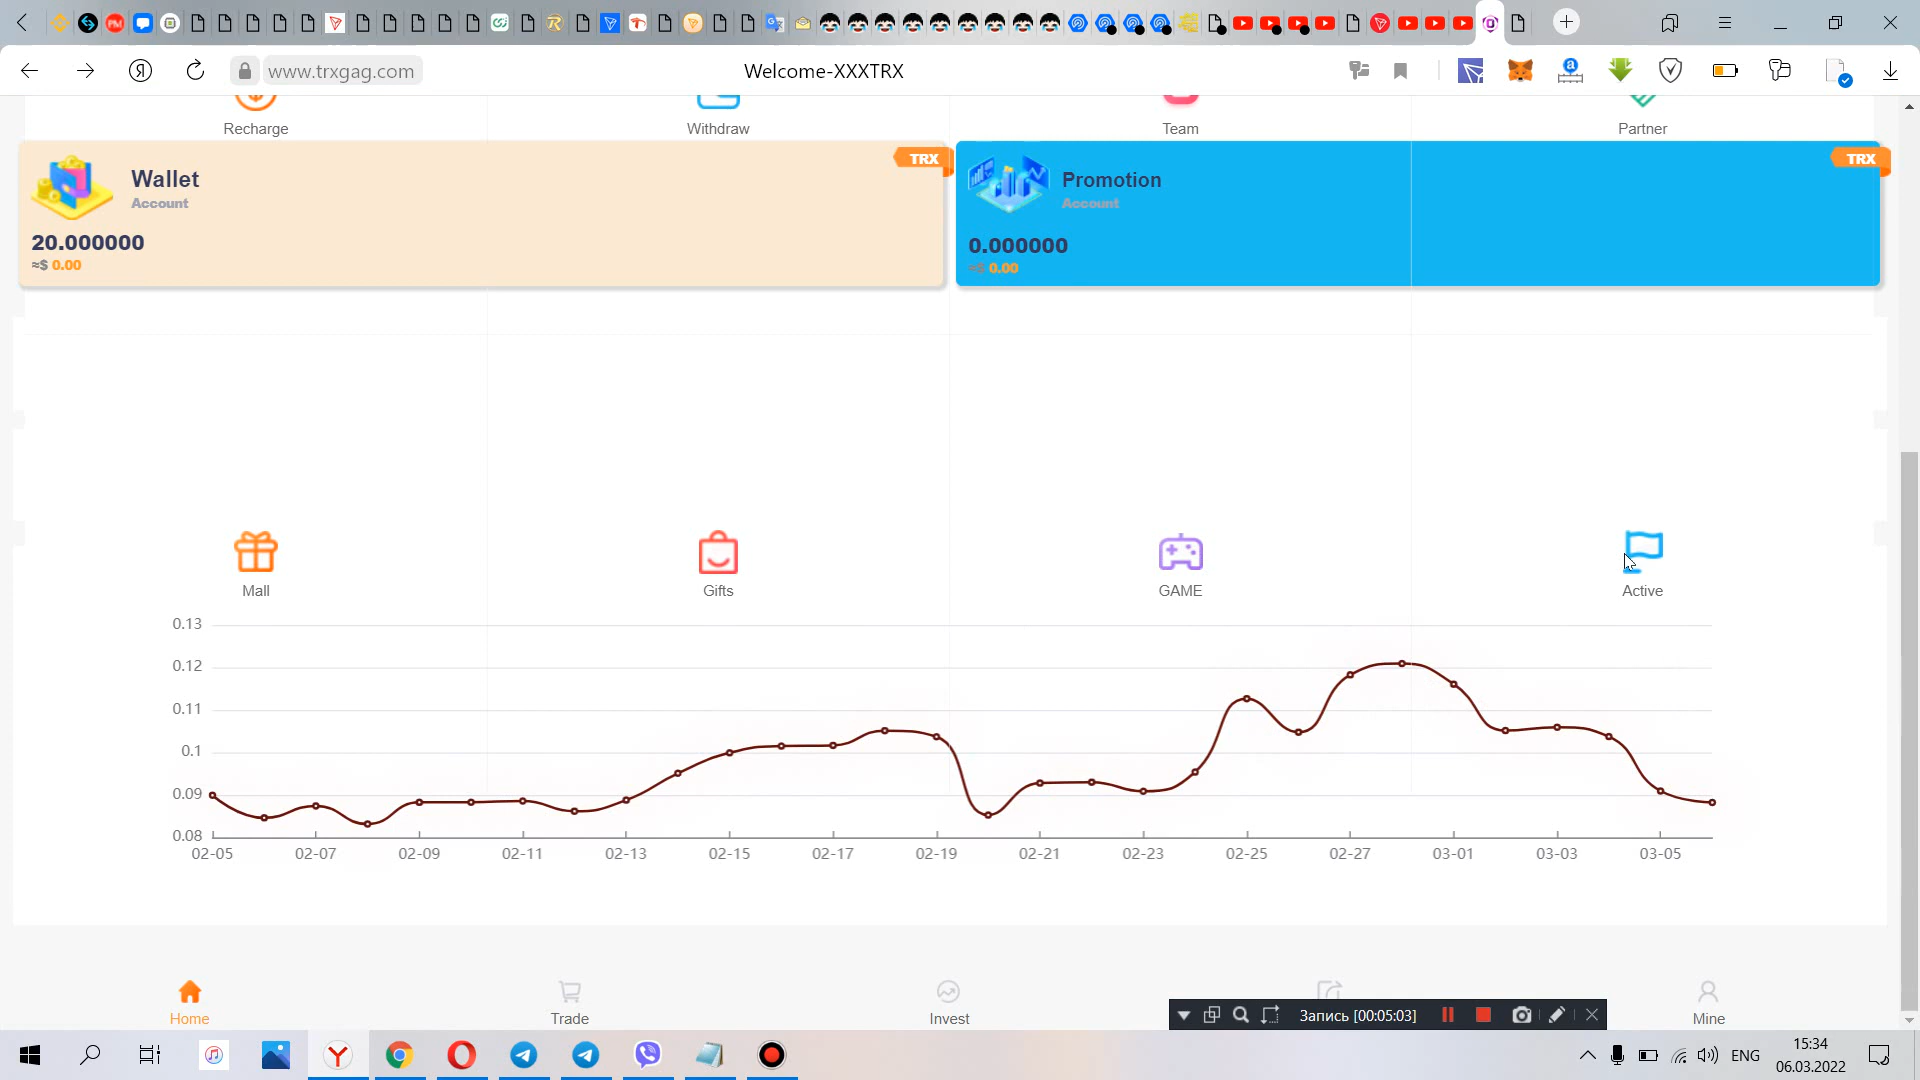 www.trxgag.com
Welcome-XXXTRX
Recharge
Withdraw
Team
Partner
Wallet
Account
TRX
20.000000
≈$ 0.00
Promotion
Account
TRX
0.000000
≈$ 0.00
Mall
Gifts
GAME
Active
0.13
0.12
0.11
0.1
0.09
0.08
02-05
02-07
02-09
02-11
02-13
02-15
02-17
02-19
02-21
02-23
02-25
02-27
03-01
03-03
03-05
Home
Trade
Invest
Mine
Запись [00:05:03]
ENG
15:34
06.03.2022